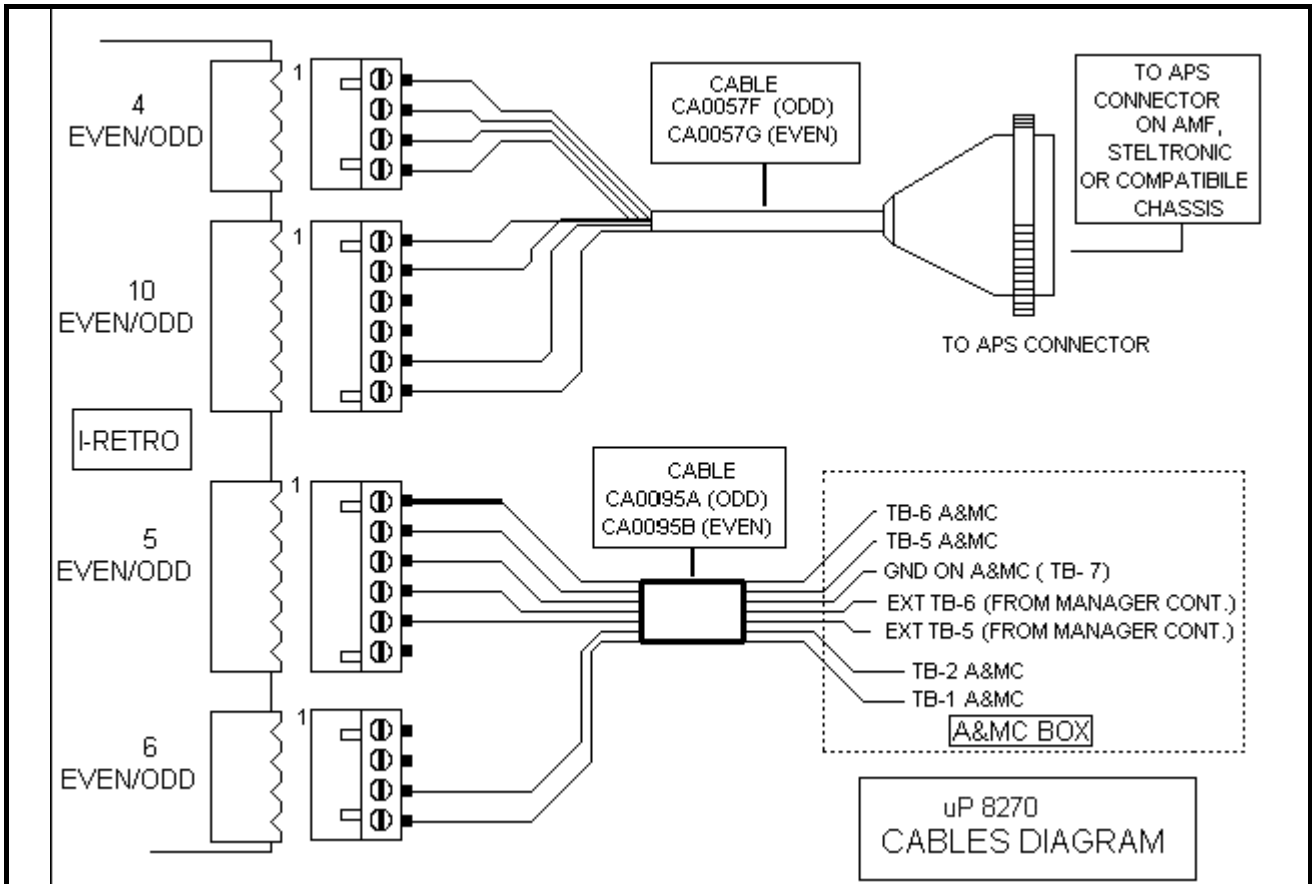 4
EVEN/ODD
1
CABLE
CA0057F (ODD)
CA0057G (EVEN)
TO APS
CONNECTOR
ON AMF,
STELTRONIC
OR COMPATIBILE
CHASSIS
10
EVEN/ODD
1
TO APS CONNECTOR
I-RETRO
5
EVEN/ODD
1
CABLE
CA0095A (ODD)
CA0095B (EVEN)
TB-6 A&MC
TB-5 A&MC
GND ON A&MC ( TB- 7)
EXT TB-6 (FROM MANAGER CONT.)
EXT TB-5 (FROM MANAGER CONT.)
TB-2 A&MC
TB-1 A&MC
A&MC BOX
6
EVEN/ODD
1
uP 8270
CABLES DIAGRAM